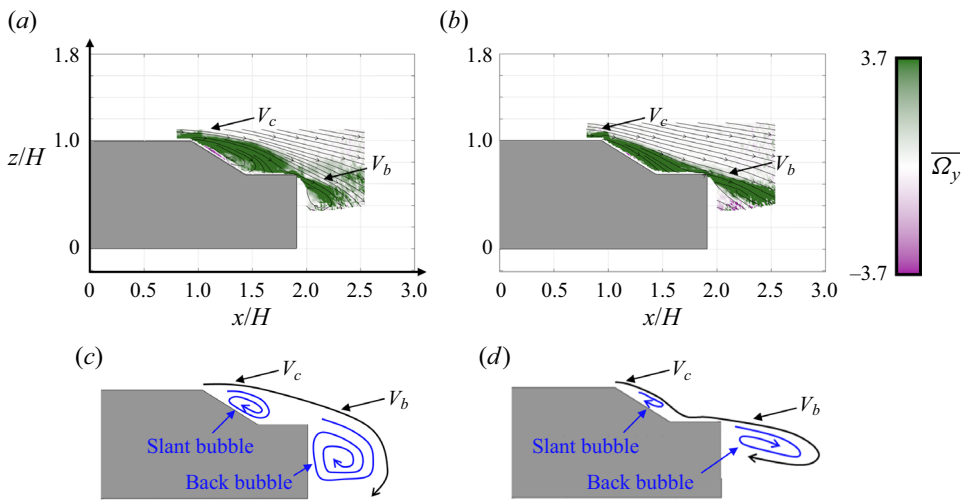 (a)
(b)
1.8
1.0
z/H
0
V_c
V_b
0 0.5 1.0 1.5 2.0 2.5 3.0
x/H
1.8
1.0
0
V_c
V_b
0 0.5 1.0 1.5 2.0 2.5 3.0
x/H
3.7
\overline{Ω_y}
−3.7
(c)
V_c
V_b
Slant bubble
Back bubble
(d)
V_c
V_b
Slant bubble
Back bubble